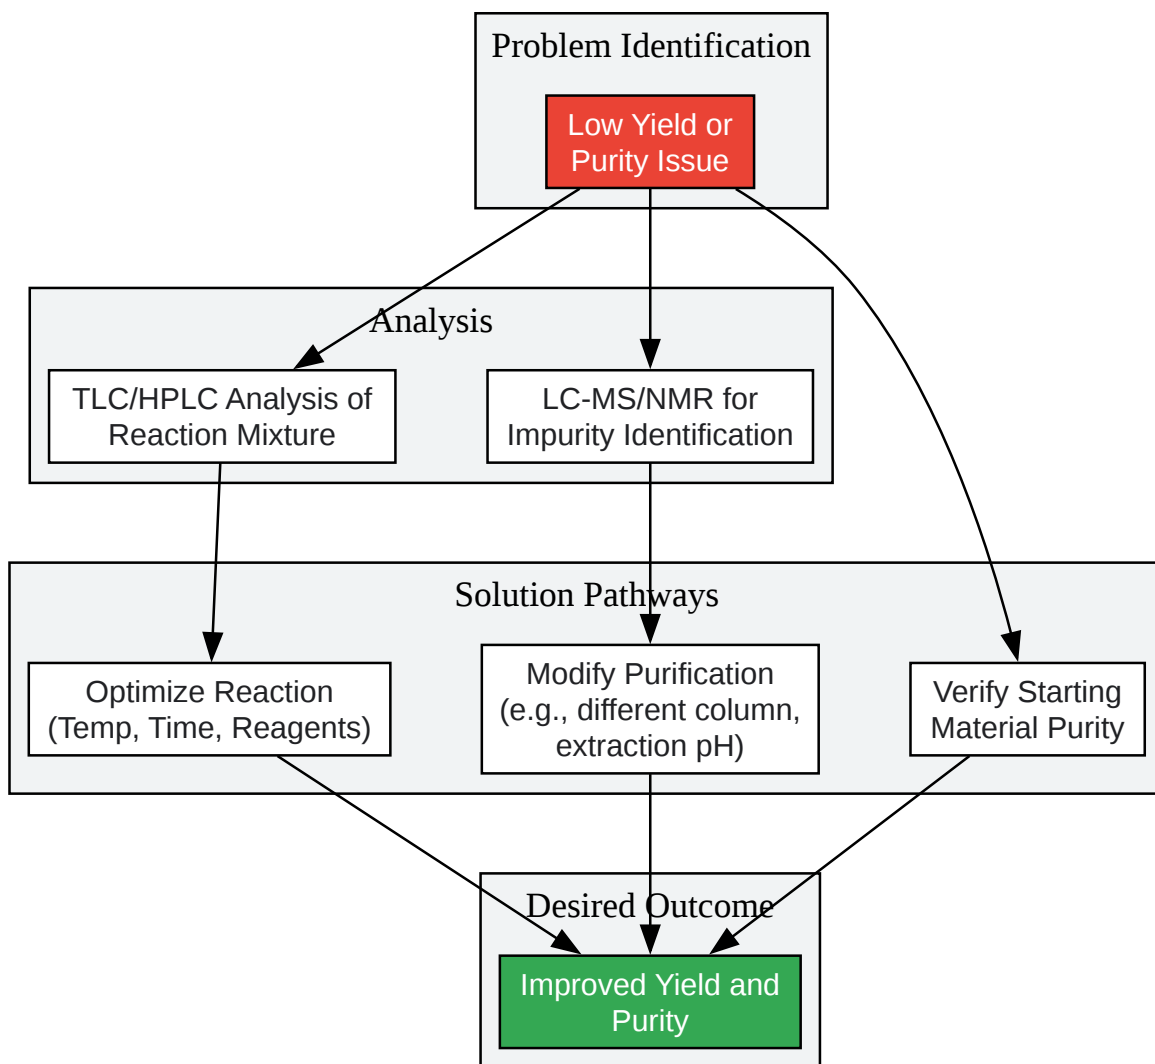 Problem Identification
Low Yield or
Purity Issue
Analysis
TLC/HPLC Analysis of
Reaction Mixture
LC-MS/NMR for
Impurity Identification
Solution Pathways
Optimize Reaction
(Temp, Time, Reagents)
Modify Purification
(e.g., different column,
extraction pH)
Verify Starting
Material Purity
Desired Outcome
Improved Yield and
Purity